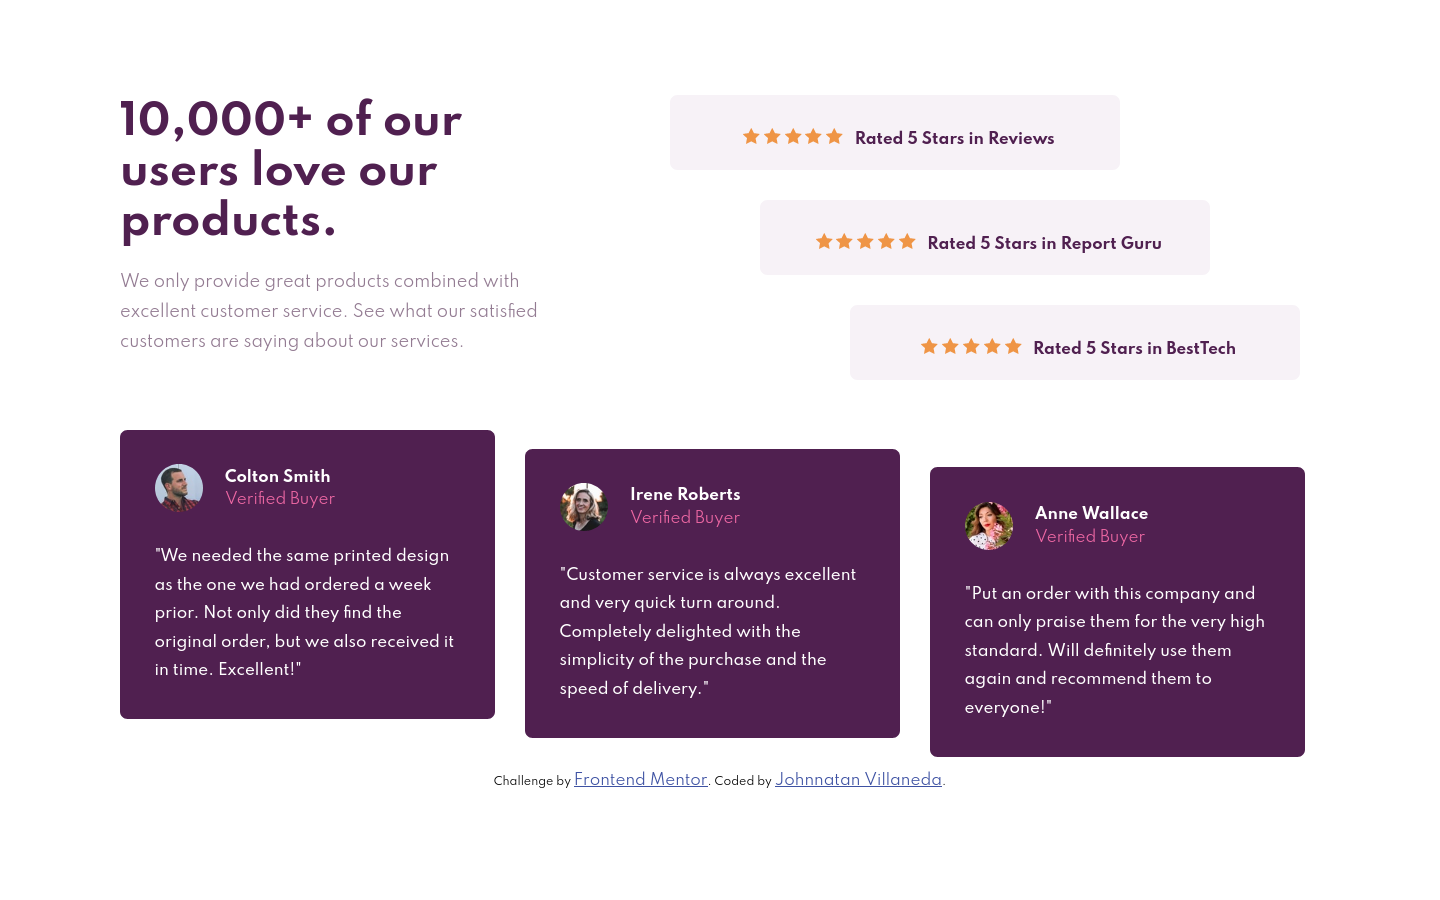 10,000+ of our
users love our
products.
We only provide great products combined with
excellent customer service. See what our satisfied
customers are saying about our services.
Rated 5 Stars in Reviews
Rated 5 Stars in Report Guru
Rated 5 Stars in BestTech
Colton Smith
Verified Buyer
"We needed the same printed design
as the one we had ordered a week
prior. Not only did they find the
original order, but we also received it
in time. Excellent!"
Irene Roberts
Verified Buyer
"Customer service is always excellent
and very quick turn around.
Completely delighted with the
simplicity of the purchase and the
speed of delivery."
Anne Wallace
Verified Buyer
"Put an order with this company and
can only praise them for the very high
standard. Will definitely use them
again and recommend them to
everyone!"
Challenge by Frontend Mentor. Coded by Johnnatan Villaneda.